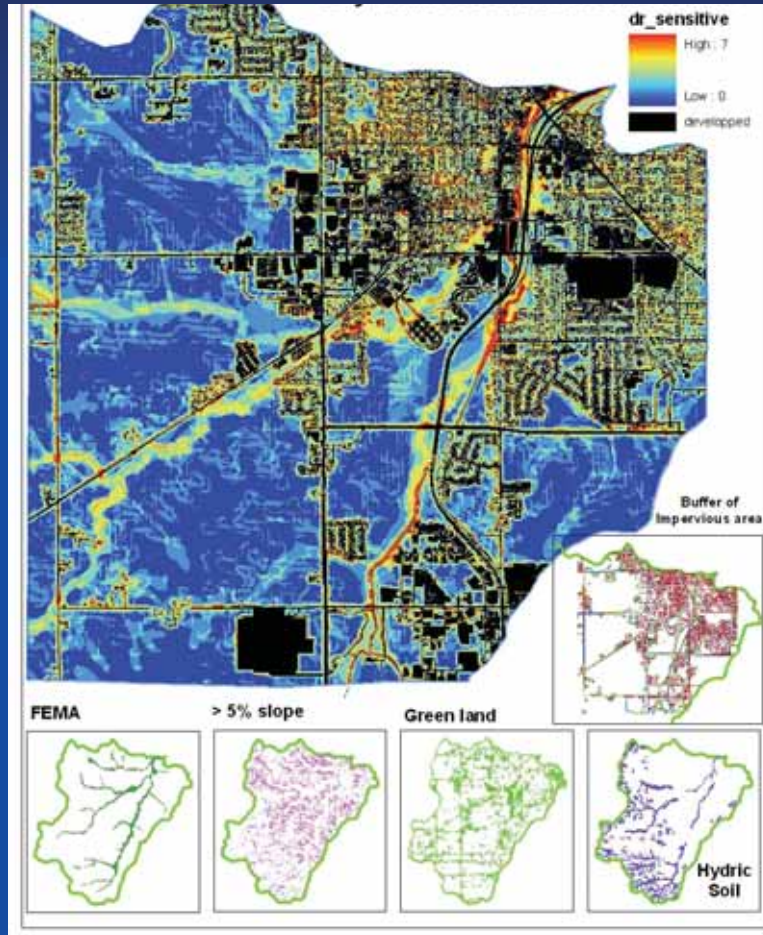 dr_sensitive
High : 7
Low : 0
developped
Buffer of
Impervious area
FEMA
> 5% slope
Green land
Hydric
Soil